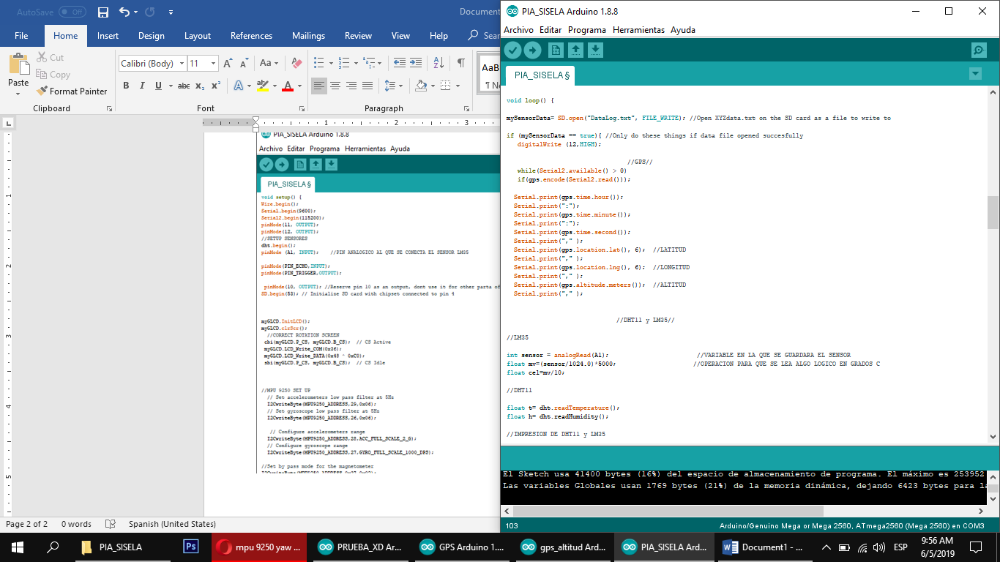 AutoSave Off
Document
File Home Insert Design Layout References Mailings Review View Help Sear
Paste
Cut
Copy
Format Painter
Clipboard
Calibri (Body) 11
Font
Paragraph
AaB
¶ No
1 2 3
PIA_SISELA Arduino 1.8.8
Archivo Editar Programa Herramientas Ayuda
PIA_SISELA §
void setup() {
Wire.begin();
Serial.begin(9600);
Serial2.begin(115200);
pinMode(11, OUTPUT);
pinMode(12, OUTPUT);
//SETUP SENSORES
dht.begin();
pinMode (A1, INPUT); //PIN ANALOGICO AL QUE SE CONECTA EL SENSOR LM35
pinMode(PIN_ECHO,INPUT);
pinMode(PIN_TRIGGER,OUTPUT);
pinMode(10, OUTPUT); //Reserve pin 10 as an output, dont use it for other parts of
SD.begin(53); // Initialise SD card with chipset connected to pin 4
myGLCD.InitLCD();
myGLCD.clrScr();
//CORRECT ROTATION SCREEN
cbi(myGLCD.P_CS, myGLCD.B_CS); // CS Active
myGLCD.LCD_Write_COM(0x36);
myGLCD.LCD_Write_DATA(0x48 ^ 0xC0);
sbi(myGLCD.P_CS, myGLCD.B_CS); // CS Idle
//MPU 9250 SET UP
// Set accelerometers low pass filter at 5Hz
I2CwriteByte(MPU9250_ADDRESS,29,0x06);
// Set gyroscope low pass filter at 5Hz
I2CwriteByte(MPU9250_ADDRESS,26,0x06);
// Configure accelerometers range
I2CwriteByte(MPU9250_ADDRESS,28,ACC_FULL_SCALE_2_G);
// Configure gyroscope range
I2CwriteByte(MPU9250_ADDRESS,27,GYRO_FULL_SCALE_1000_DPS);
//Set by pass mode for the magnetometer
I2CwriteByte(MPU9250_ADDRESS,0x37,0x02);
1
2
3
4
5
Page 2 of 2 0 words Spanish (United States)
PIA_SISELA Arduino 1.8.8
Archivo Editar Programa Herramientas Ayuda
PIA_SISELA §
void loop() {
mySensorData= SD.open("DataLog.txt", FILE_WRITE); //Open XYZdata.txt on the SD card as a file to write to
if (mySensorData == true){ //Only do these things if data file opened succesfully
digitalWrite (12,HIGH);
//GPS//
while(Serial2.available() > 0)
if(gps.encode(Serial2.read()));
Serial.print(gps.time.hour());
Serial.print(":");
Serial.print(gps.time.minute());
Serial.print(":");
Serial.print(gps.time.second());
Serial.print("," );
Serial.print(gps.location.lat(), 6); //LATITUD
Serial.print("," );
Serial.print(gps.location.lng(), 6); //LONGITUD
Serial.print("," );
Serial.print(gps.altitude.meters()); //ALTITUD
Serial.print("," );
//DHT11 y LM35//
//LM35
int sensor = analogRead(A1); //VARIABLE EN LA QUE SE GUARDARA EL SENSOR
float mv=(sensor/1024.0)*5000; //OPERACION PARA QUE SE LEA ALGO LOGICO EN GRADOS C
float cel=mv/10;
//DHT11
float t= dht.readTemperature();
float h= dht.readHumidity();
//IMPRESION DE DHT11 y LM35
El Sketch usa 41400 bytes (16%) del espacio de almacenamiento de programa. El máximo es 253952
Las variables Globales usan 1769 bytes (21%) de la memoria dinámica, dejando 6423 bytes para la
103 Arduino/Genuino Mega or Mega 2560, ATmega2560 (Mega 2560) en COM3
PIA_SISELA Ps mpu 9250 yaw ... PRUEBA_XD Ar... GPS Arduino 1.... gps_altitud Ard... PIA_SISELA Ard... Document1 - ... ESP 9:56 AM
6/5/2019